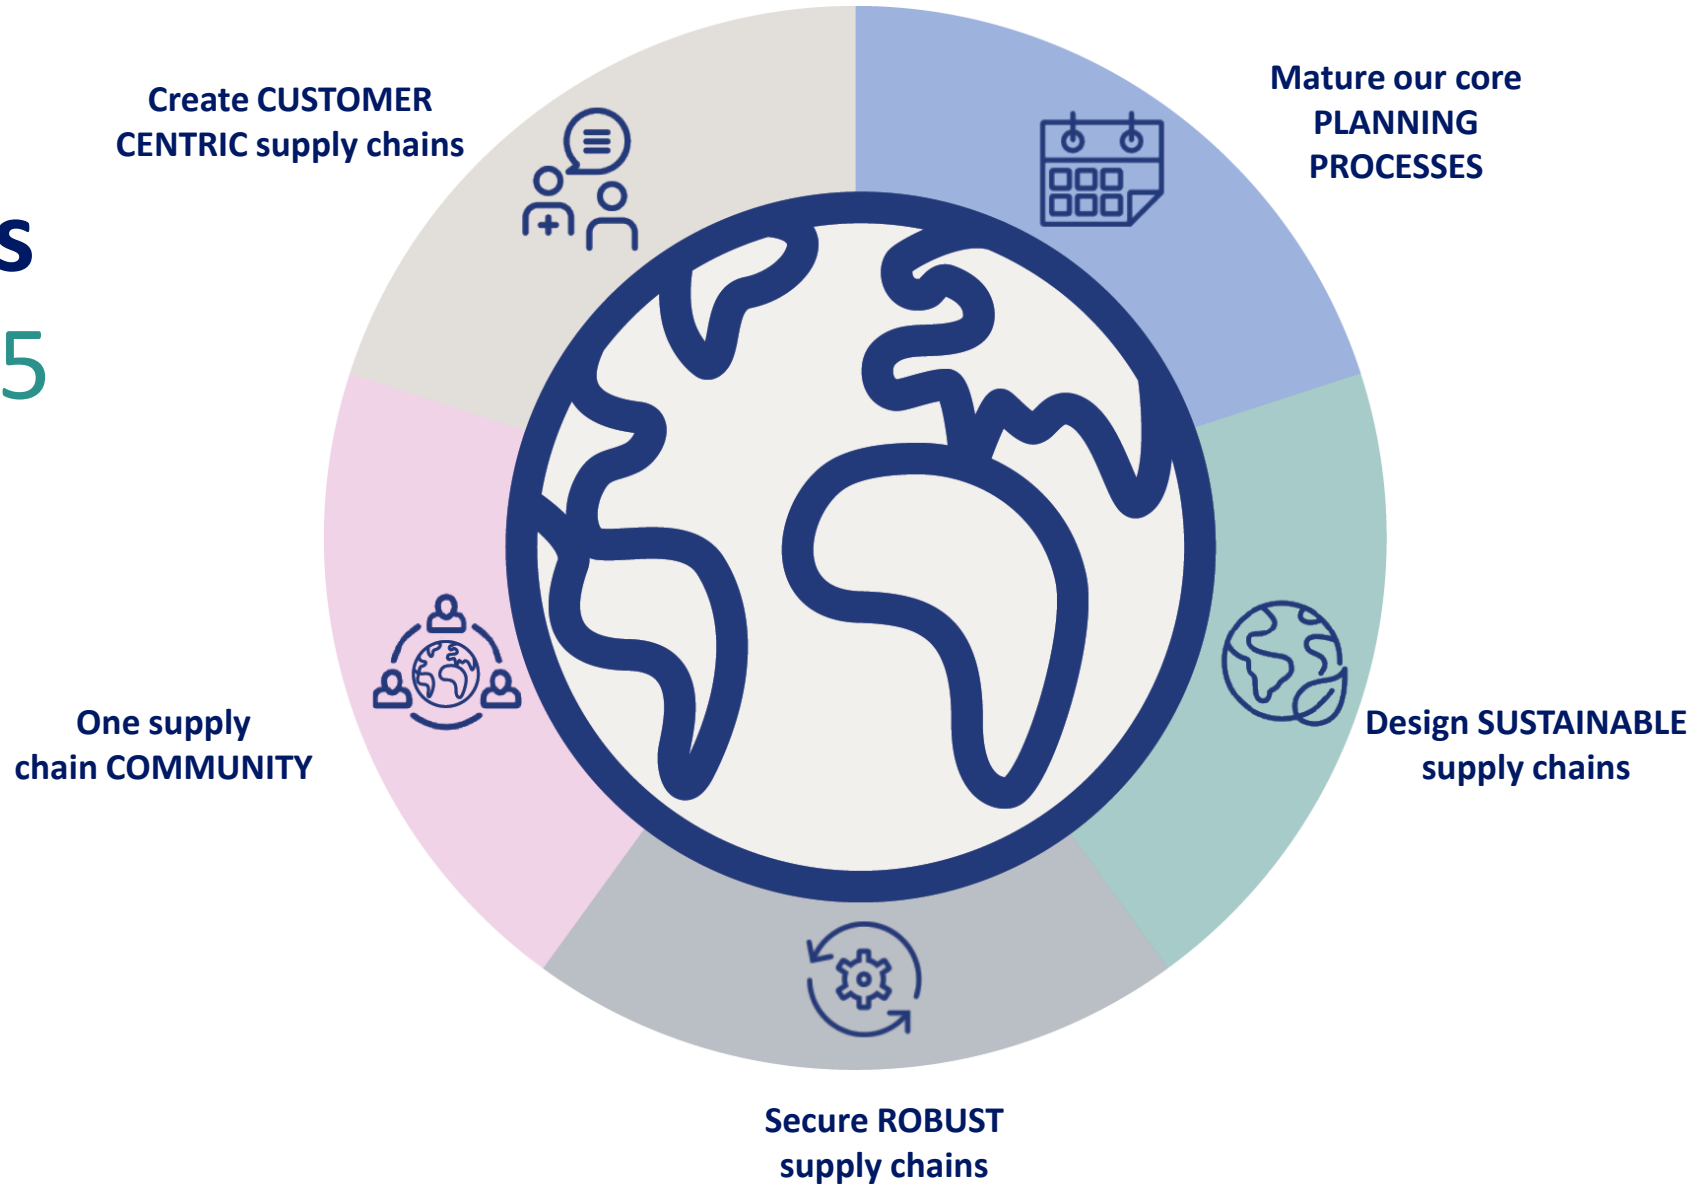 Create CUSTOMER
CENTRIC supply chains
Mature our core
PLANNING
PROCESSES
s
5
One supply
chain COMMUNITY
Design SUSTAINABLE
supply chains
Secure ROBUST
supply chains